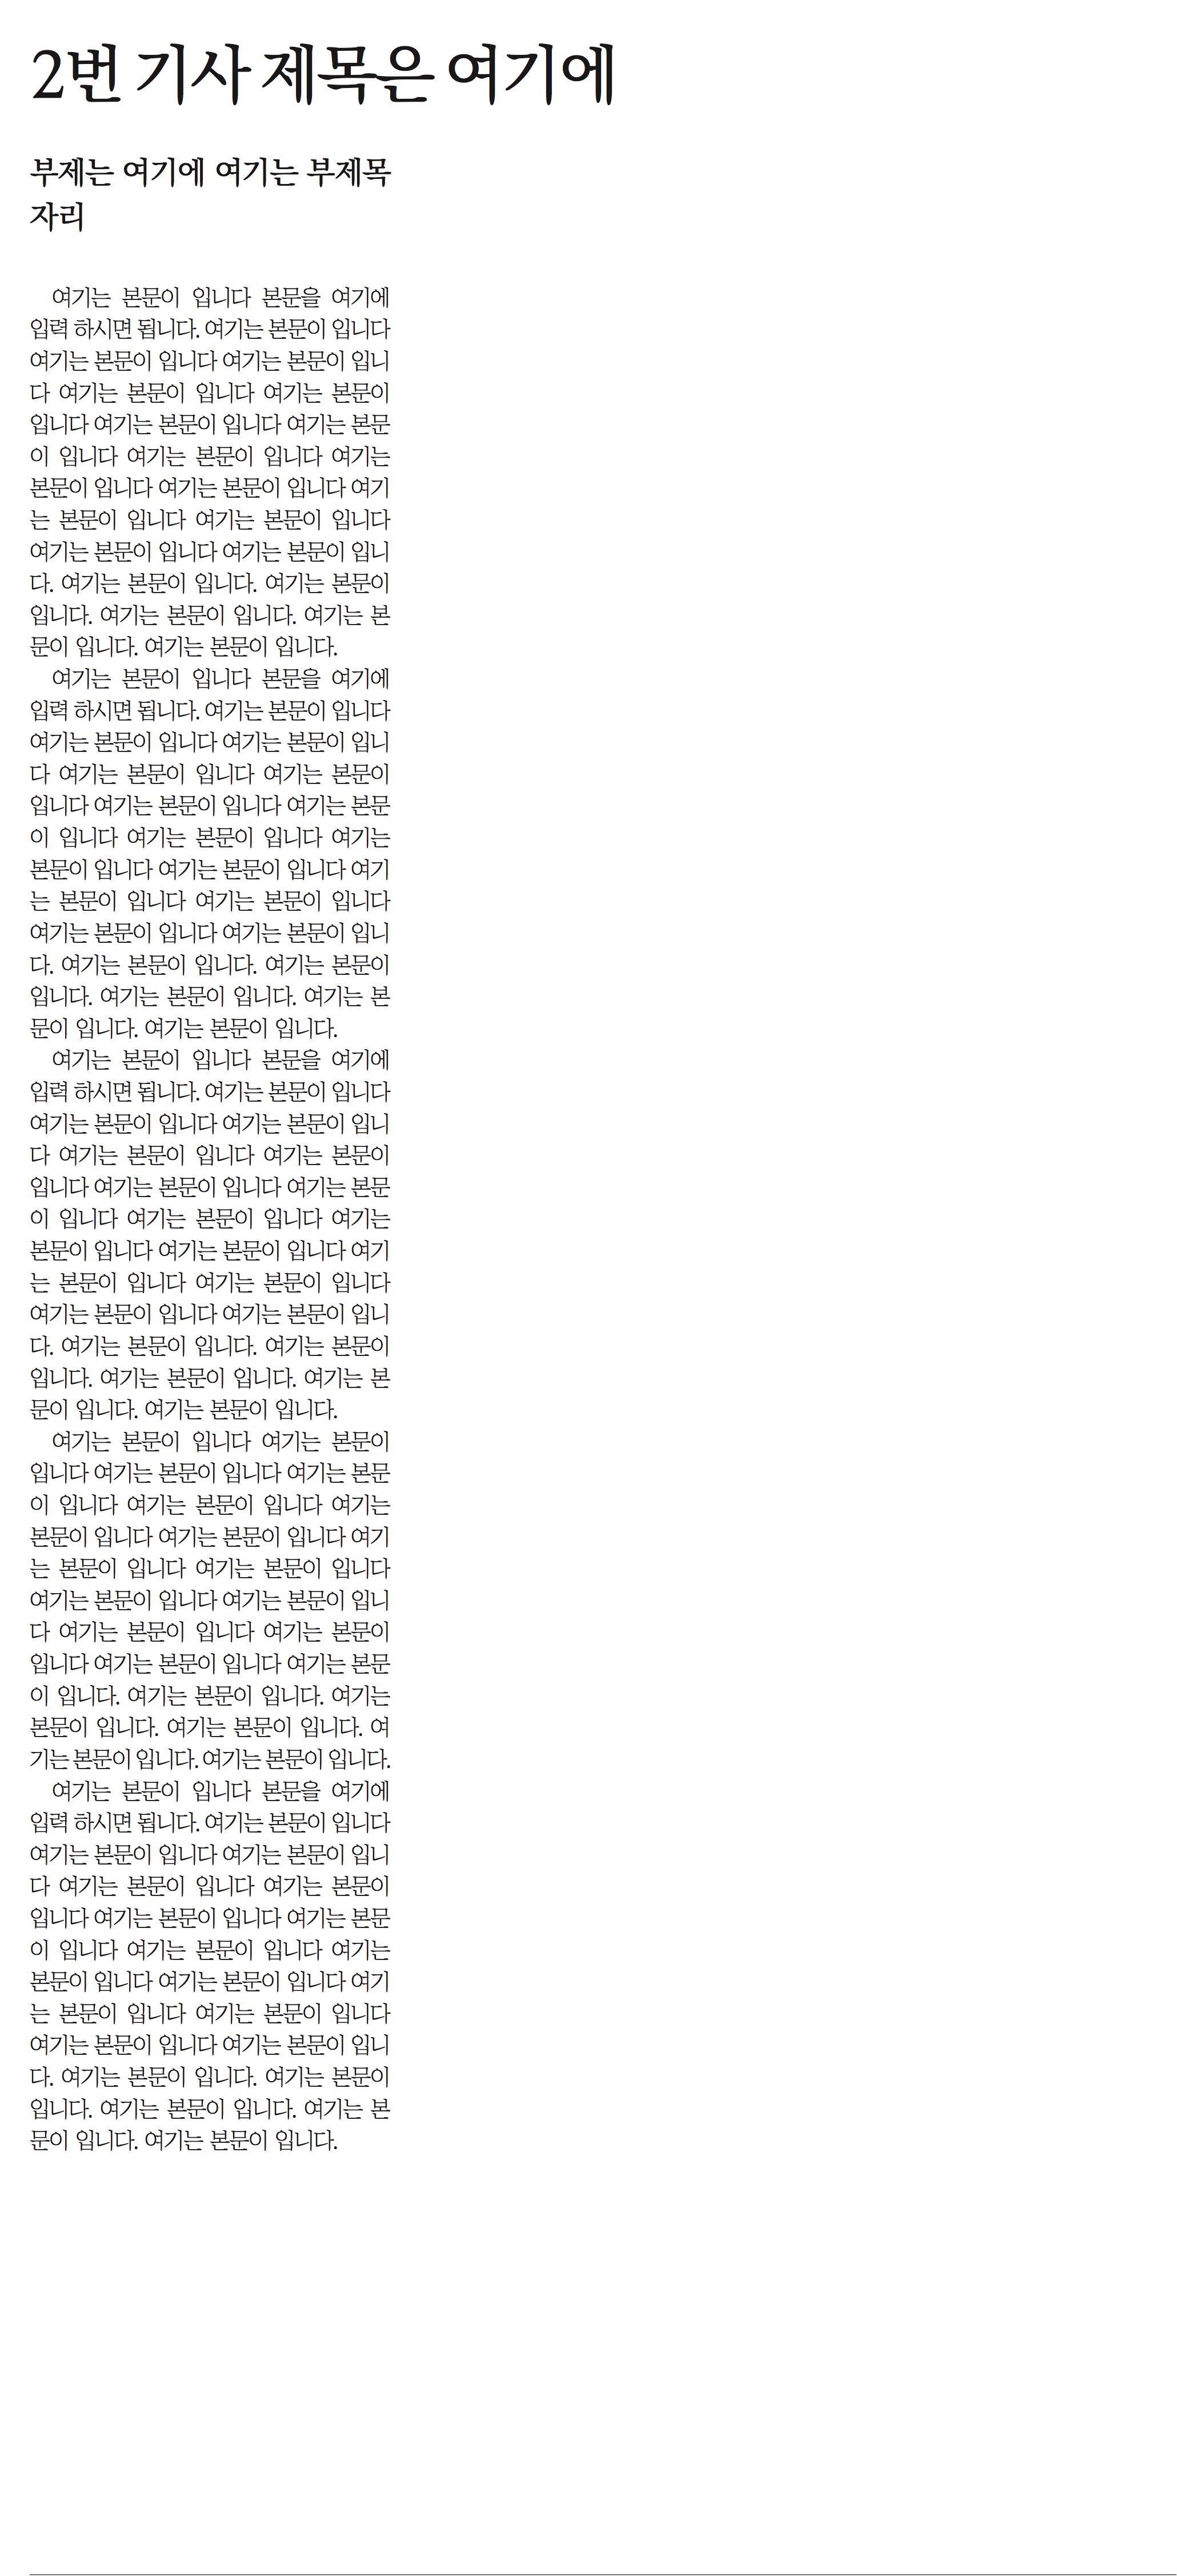 2번 기사 제목은 여기에
부제는 여기에 여기는 부제목
자리
여기는 본문이 입니다 본문을 여기에
입력 하시면 됩니다. 여기는 본문이 입니다
여기는 본문이 입니다 여기는 본문이 입니
다 여기는 본문이 입니다 여기는 본문이
입니다 여기는 본문이 입니다 여기는 본문
이 입니다 여기는 본문이 입니다 여기는
본문이 입니다 여기는 본문이 입니다 여기
는 본문이 입니다 여기는 본문이 입니다
여기는 본문이 입니다 여기는 본문이 입니
다. 여기는 본문이 입니다. 여기는 본문이
입니다. 여기는 본문이 입니다. 여기는 본
문이 입니다. 여기는 본문이 입니다.
여기는 본문이 입니다 본문을 여기에
입력 하시면 됩니다. 여기는 본문이 입니다
여기는 본문이 입니다 여기는 본문이 입니
다 여기는 본문이 입니다 여기는 본문이
입니다 여기는 본문이 입니다 여기는 본문
이 입니다 여기는 본문이 입니다 여기는
본문이 입니다 여기는 본문이 입니다 여기
는 본문이 입니다 여기는 본문이 입니다
여기는 본문이 입니다 여기는 본문이 입니
다. 여기는 본문이 입니다. 여기는 본문이
입니다. 여기는 본문이 입니다. 여기는 본
문이 입니다. 여기는 본문이 입니다.
여기는 본문이 입니다 본문을 여기에
입력 하시면 됩니다. 여기는 본문이 입니다
여기는 본문이 입니다 여기는 본문이 입니
다 여기는 본문이 입니다 여기는 본문이
입니다 여기는 본문이 입니다 여기는 본문
이 입니다 여기는 본문이 입니다 여기는
본문이 입니다 여기는 본문이 입니다 여기
는 본문이 입니다 여기는 본문이 입니다
여기는 본문이 입니다 여기는 본문이 입니
다. 여기는 본문이 입니다. 여기는 본문이
입니다. 여기는 본문이 입니다. 여기는 본
문이 입니다. 여기는 본문이 입니다.
여기는 본문이 입니다 여기는 본문이
입니다 여기는 본문이 입니다 여기는 본문
이 입니다 여기는 본문이 입니다 여기는
본문이 입니다 여기는 본문이 입니다 여기
는 본문이 입니다 여기는 본문이 입니다
여기는 본문이 입니다 여기는 본문이 입니
다 여기는 본문이 입니다 여기는 본문이
입니다 여기는 본문이 입니다 여기는 본문
이 입니다. 여기는 본문이 입니다. 여기는
본문이 입니다. 여기는 본문이 입니다. 여
기는 본문이 입니다. 여기는 본문이 입니다.
여기는 본문이 입니다 본문을 여기에
입력 하시면 됩니다. 여기는 본문이 입니다
여기는 본문이 입니다 여기는 본문이 입니
다 여기는 본문이 입니다 여기는 본문이
입니다 여기는 본문이 입니다 여기는 본문
이 입니다 여기는 본문이 입니다 여기는
본문이 입니다 여기는 본문이 입니다 여기
는 본문이 입니다 여기는 본문이 입니다
여기는 본문이 입니다 여기는 본문이 입니
다. 여기는 본문이 입니다. 여기는 본문이
입니다. 여기는 본문이 입니다. 여기는 본
문이 입니다. 여기는 본문이 입니다.